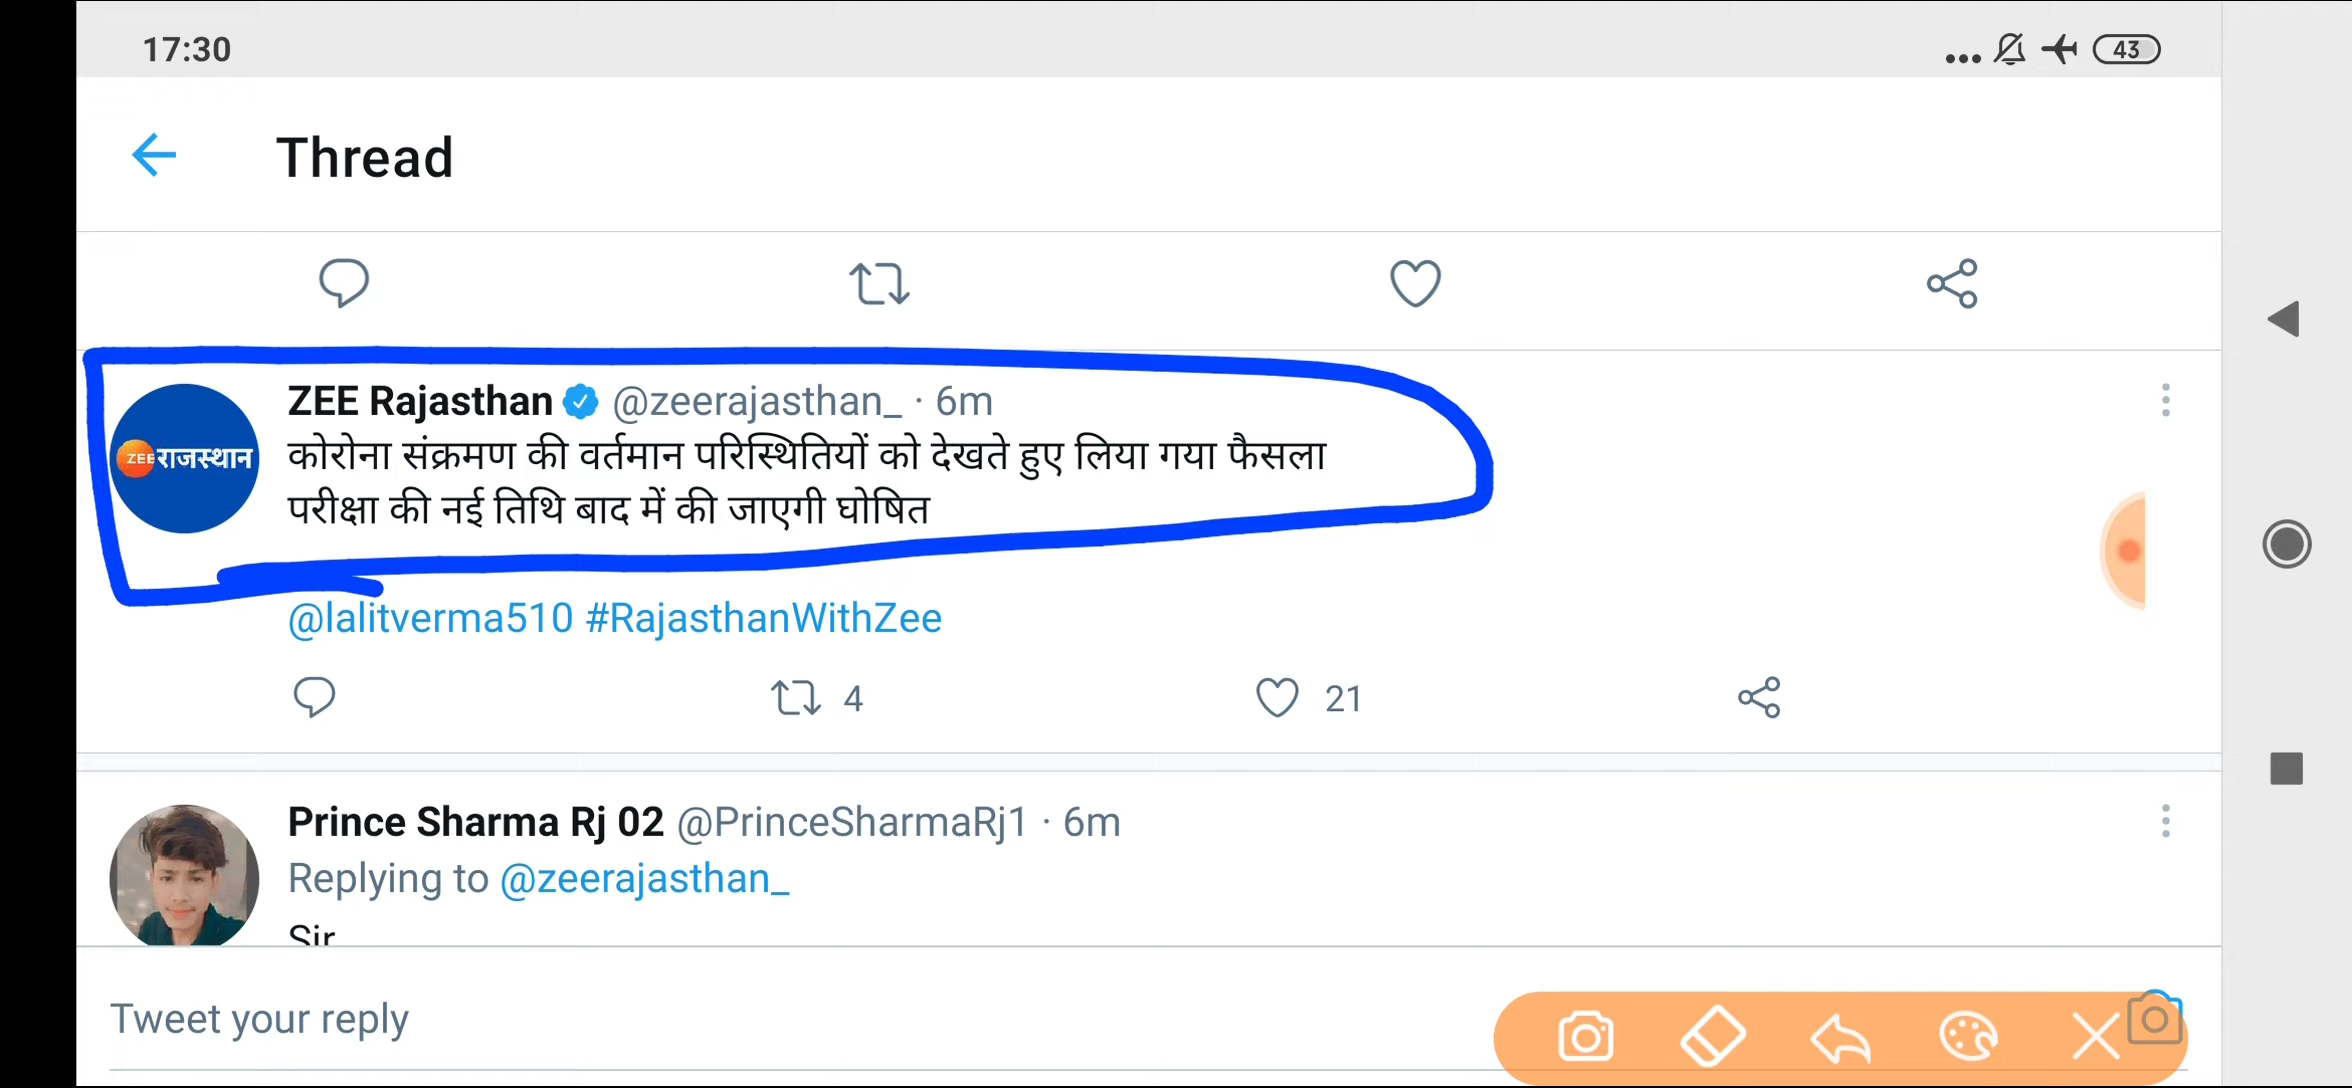 17:30
43
Thread
ZEE Rajasthan @zeerajasthan_ · 6m
ZEE राजस्थान
कोरोना संक्रमण की वर्तमान परिस्थितियों को देखते हुए लिया गया फैसला
परीक्षा की नई तिथि बाद में की जाएगी घोषित
@lalitverma510 #RajasthanWithZee
4
21
Prince Sharma Rj 02 @PrinceSharmaRj1 · 6m
Replying to @zeerajasthan_
Sir
Tweet your reply